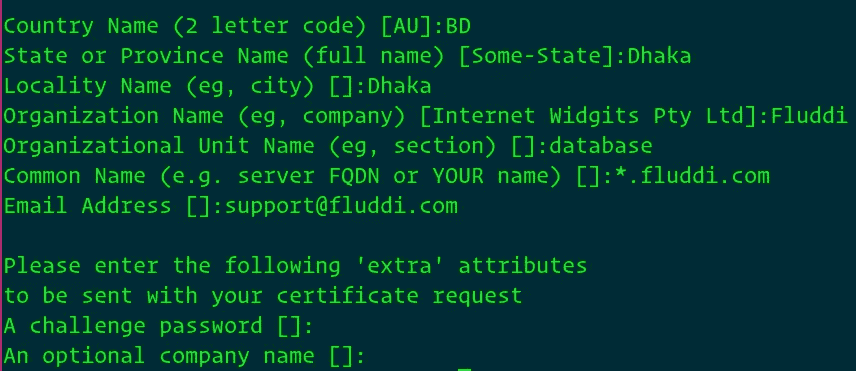 Country Name (2 letter code) [AU]:BD
State or Province Name (full name) [Some-State]:Dhaka
Locality Name (eg, city) []:Dhaka
Organization Name (eg, company) [Internet Widgits Pty Ltd]:Fluddi
Organizational Unit Name (eg, section) []:database
Common Name (e.g. server FQDN or YOUR name) []:*.fluddi.com
Email Address []:support@fluddi.com
Please enter the following 'extra' attributes
to be sent with your certificate request
A challenge password []:
An optional company name []: